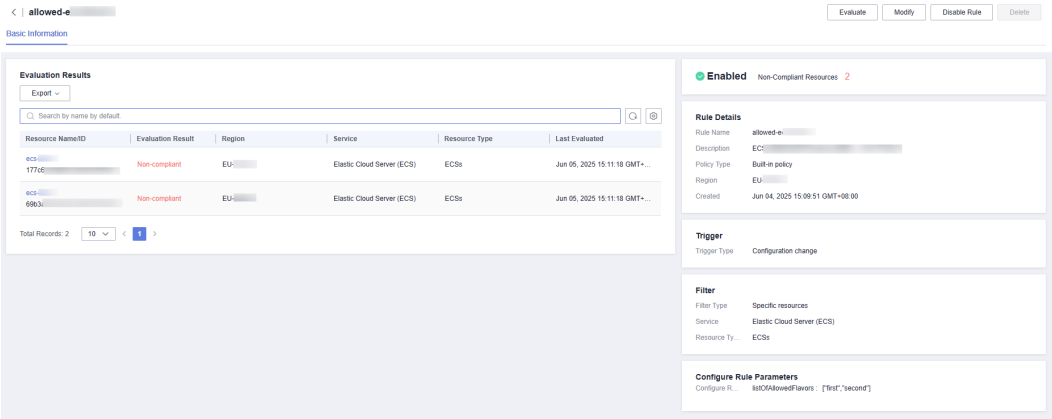 allowed-e
Evaluate Modify Disable Rule Delete
Basic Information
Evaluation Results
Export
Search by name by default.
Resource Name/ID Evaluation Result Region Service Resource Type Last Evaluated
ecs-
177c6
Non-compliant EU- Elastic Cloud Server (ECS) ECSs Jun 05, 2025 15:11:18 GMT+...
ecs-
69b3
Non-compliant EU- Elastic Cloud Server (ECS) ECSs Jun 05, 2025 15:11:18 GMT+...
Total Records: 2 10 1
Enabled Non-Compliant Resources 2
Rule Details
Rule Name allowed-e
Description ECS
Policy Type Built-in policy
Region EU-
Created Jun 04, 2025 15:09:51 GMT+08:00
Trigger
Trigger Type Configuration change
Filter
Filter Type Specific resources
Service Elastic Cloud Server (ECS)
Resource Ty... ECSs
Configure Rule Parameters
Configure R... listOfAllowedFlavors : ["first","second"]